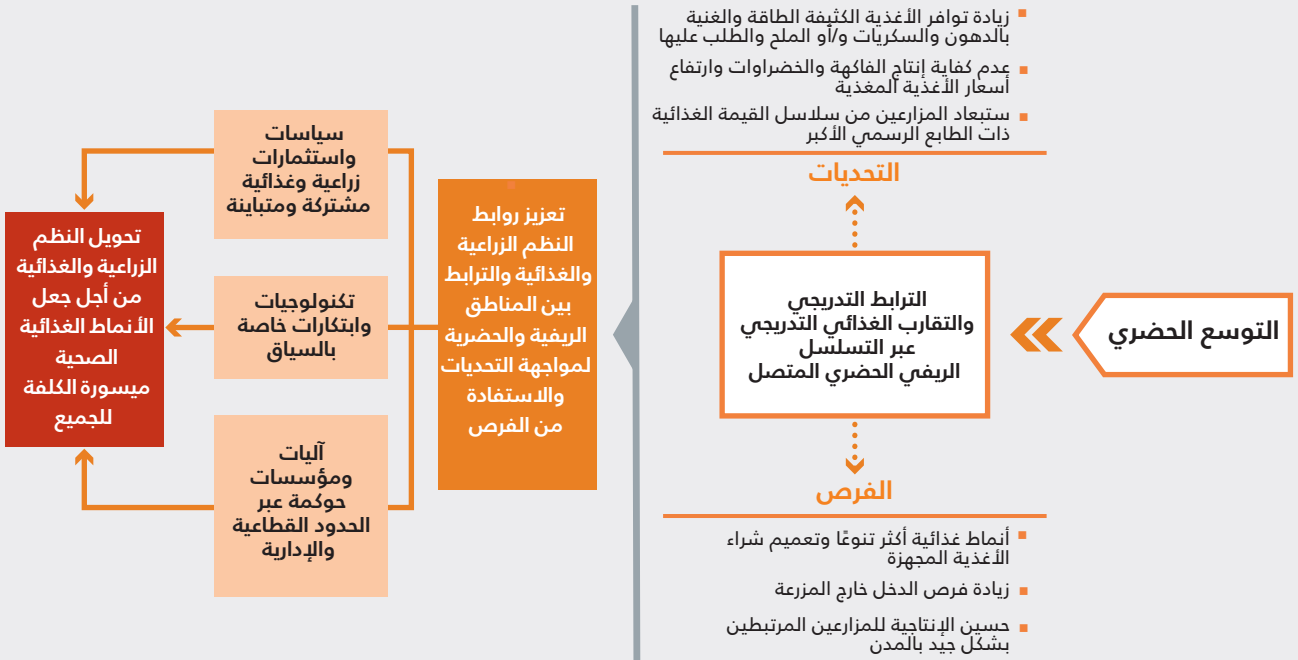 التوسع الحضري
الترابط التدريجي
والتقارب الغذائي التدريجي
عبر التسلسل
الريفي الحضري المتصل
زيادة توافر الأغذية الكثيفة الطاقة والغنية
بالدهون والسكريات و/أو الملح والطلب عليها
عدم كفاية إنتاج الفاكهة والخضراوات وارتفاع
أسعار الأغذية المغذية
ستبعاد المزارعين من سلاسل القيمة الغذائية
ذات الطابع الرسمي الأكبر
التحديات
الفرص
أنماط غذائية أكثر تنوعًا وتعميم شراء
الأغذية المجهزة
زيادة فرص الدخل خارج المزرعة
حسين الإنتاجية للمزارعين المرتبطين
بشكل جيد بالمدن
تعزيز روابط
النظم الزراعية
والغذائية والترابط
بين المناطق
الريفية والحضرية
لمواجهة التحديات
والاستفادة
من الفرص
سياسات
واستثمارات
زراعية وغذائية
مشتركة ومتباينة
تكنولوجيات
وابتكارات خاصة
بالسياق
آليات
ومؤسسات
حوكمة عبر
الحدود القطاعية
والإدارية
تحويل النظم
الزراعية والغذائية
من أجل جعل
الأنماط الغذائية
الصحية
ميسورة الكلفة
للجميع